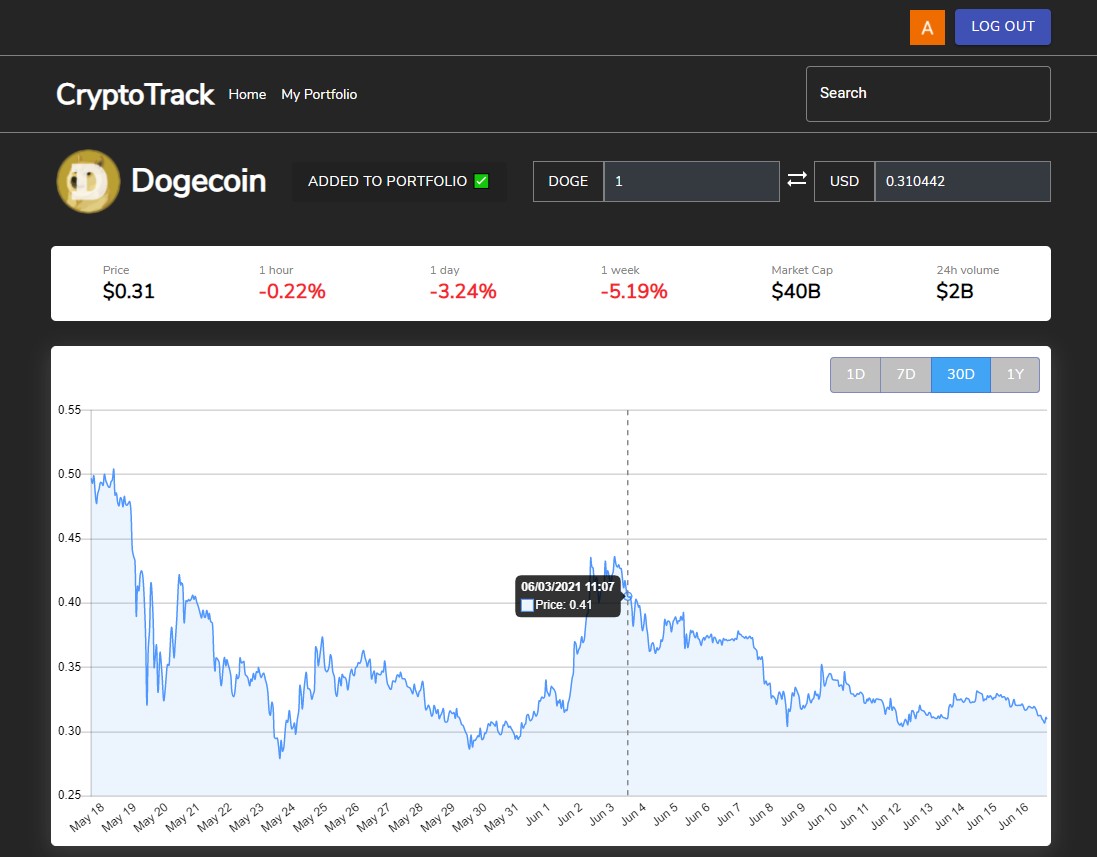 A LOG OUT
CryptoTrack Home My Portfolio Search
Dogecoin ADDED TO PORTFOLIO ✅ DOGE 1 USD 0.310442
Price 1 hour 1 day 1 week Market Cap 24h volume
$0.31 -0.22% -3.24% -5.19% $40B $2B
1D 7D 30D 1Y
0.55
0.50
0.45
0.40
0.35
0.30
0.25
06/03/2021 11:07
Price: 0.41
May 18 May 19 May 20 May 21 May 22 May 23 May 24 May 25 May 26 May 27 May 28 May 29 May 30 May 31 Jun 1 Jun 2 Jun 3 Jun 4 Jun 5 Jun 6 Jun 7 Jun 8 Jun 9 Jun 10 Jun 11 Jun 12 Jun 13 Jun 14 Jun 15 Jun 16